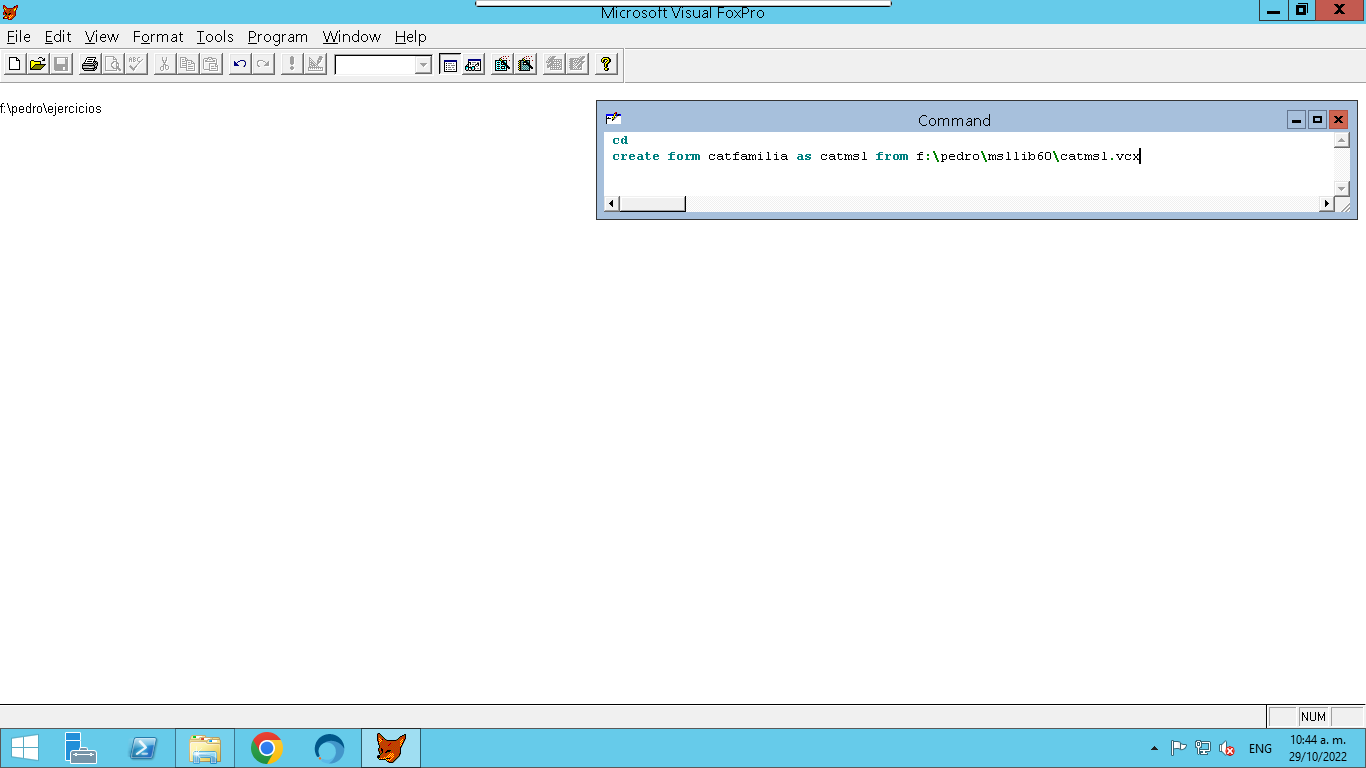 Microsoft Visual FoxPro
File Edit View Format Tools Program Window Help
f:\pedro\ejercicios
Command
cd
create form catfamilia as catmsl from f:\pedro\msllib60\catmsl.vcx
NUM
ENG
10:44 a. m.
29/10/2022